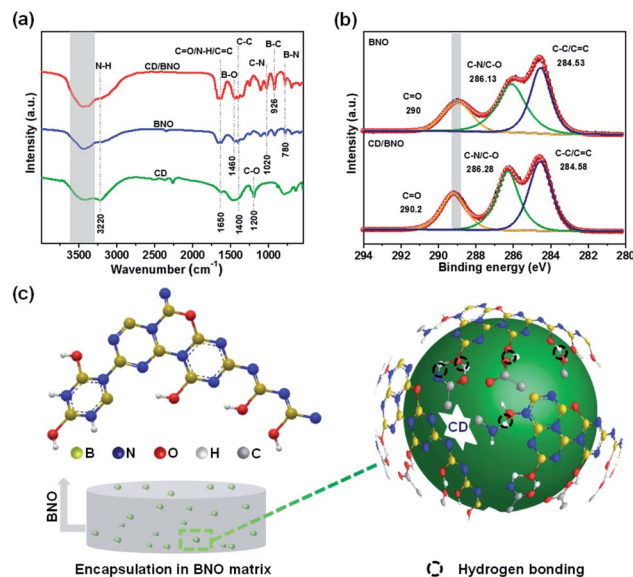 (a)
N-H
C=O/N-H/C=C
C-C
B-O
C-N
B-C
B-N
CD/BNO
926
BNO
1460
1020
780
CD
C-O
3220
1650
1400
1200
Intensity (a.u.)
3500 3000 2500 2000 1500 1000
Wavenumber (cm-1)
(b)
BNO
C-C/C=C
284.53
C-N/C-O
286.13
C=O
290
CD/BNO
C-C/C=C
284.58
C-N/C-O
286.28
C=O
290.2
Intensity (a.u.)
294 292 290 288 286 284 282 280
Binding energy (eV)
(c)
B N O H C
BNO
Encapsulation in BNO matrix
CD
Hydrogen bonding